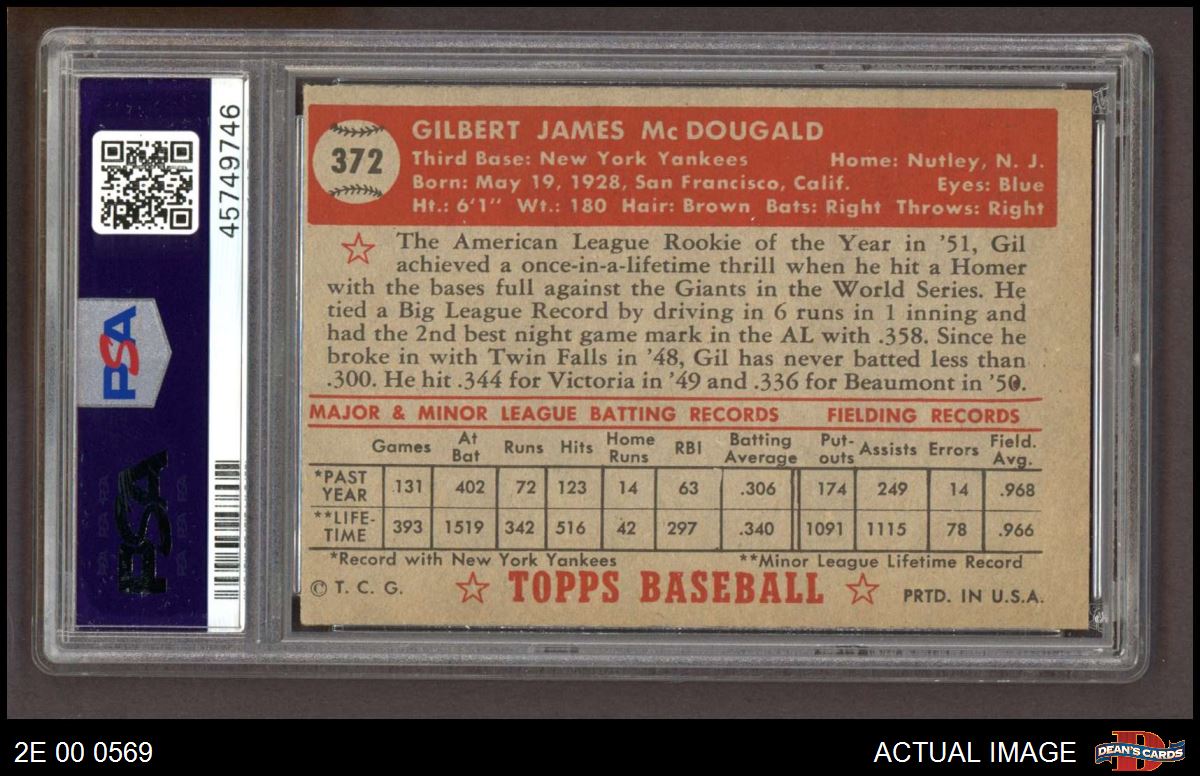 45749746
PSA
PSA
372
GILBERT JAMES McDOUGALD
Third Base: New York Yankees Home: Nutley, N. J.
Born: May 19, 1928, San Francisco, Calif. Eyes: Blue
Ht.: 6'1" Wt.: 180 Hair: Brown Bats: Right Throws: Right
The American League Rookie of the Year in '51, Gil
achieved a once-in-a-lifetime thrill when he hit a Homer
with the bases full against the Giants in the World Series. He
tied a Big League Record by driving in 6 runs in 1 inning and
had the 2nd best night game mark in the AL with .358. Since he
broke in with Twin Falls in '48, Gil has never batted less than
.300. He hit .344 for Victoria in '49 and .336 for Beaumont in '50.
MAJOR & MINOR LEAGUE BATTING RECORDS FIELDING RECORDS
Games At Bat Runs Hits Home Runs RBI Batting Average Put-outs Assists Errors Field. Avg.
*PAST YEAR 131 402 72 123 14 63 .306 174 249 14 .968
**LIFE-TIME 393 1519 342 516 42 297 .340 1091 1115 78 .966
*Record with New York Yankees **Minor League Lifetime Record
© T. C. G. TOPPS BASEBALL PRTD. IN U.S.A.
2E 00 0569 ACTUAL IMAGE DEAN'S CARDS